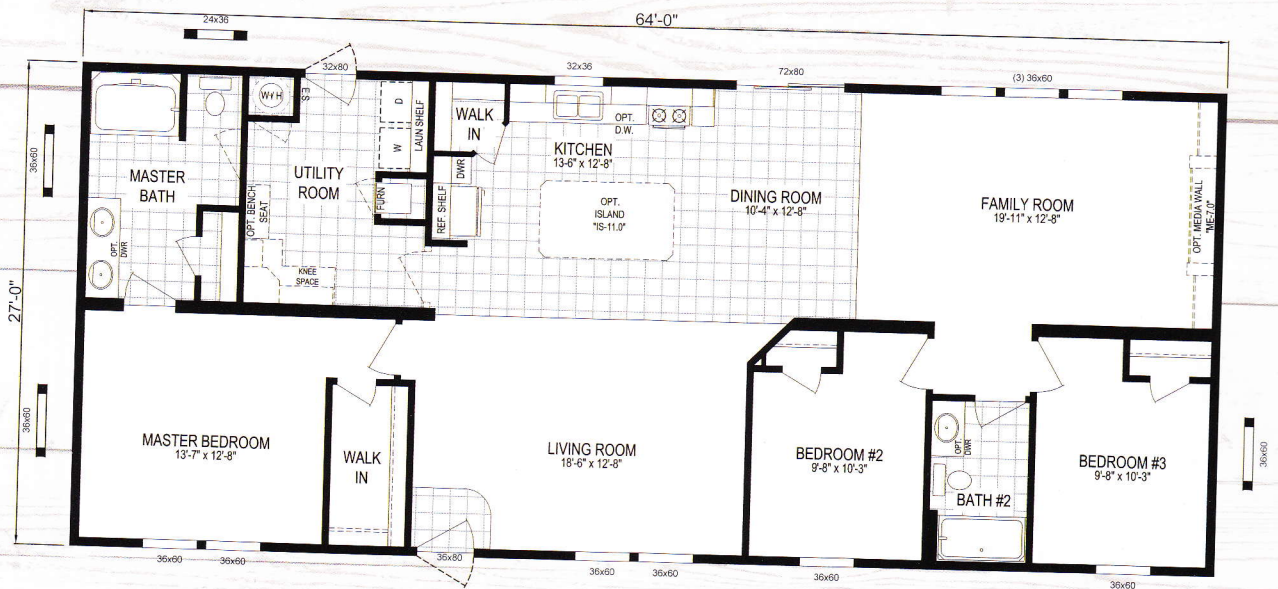 64'-0"
24x36
32x80
32x36
72x80
(3) 36x60
36x60
27'-0"
36x60
MASTER
BATH
OPT.
DWR
W/H
E S
UTILITY
ROOM
OPT. BENCH
SEAT
KNEE
SPACE
D
W
LAUN SHELF
FURN
WALK
IN
DWR
REF. SHELF
KITCHEN
13-6" x 12'-8"
OPT.
D.W.
OPT.
ISLAND
"IS-11.0"
DINING ROOM
10'-4" x 12'-8"
FAMILY ROOM
19'-11" x 12'-8"
OPT. MEDIA WALL
"ME-7.0"
MASTER BEDROOM
13'-7" x 12'-8"
WALK
IN
LIVING ROOM
18'-6" x 12'-8"
BEDROOM #2
9'-8" x 10'-3"
OPT.
DWR
BATH #2
BEDROOM #3
9'-8" x 10'-3"
36x60
36x60
36x60
36x80
36x60
36x60
36x60
36x60